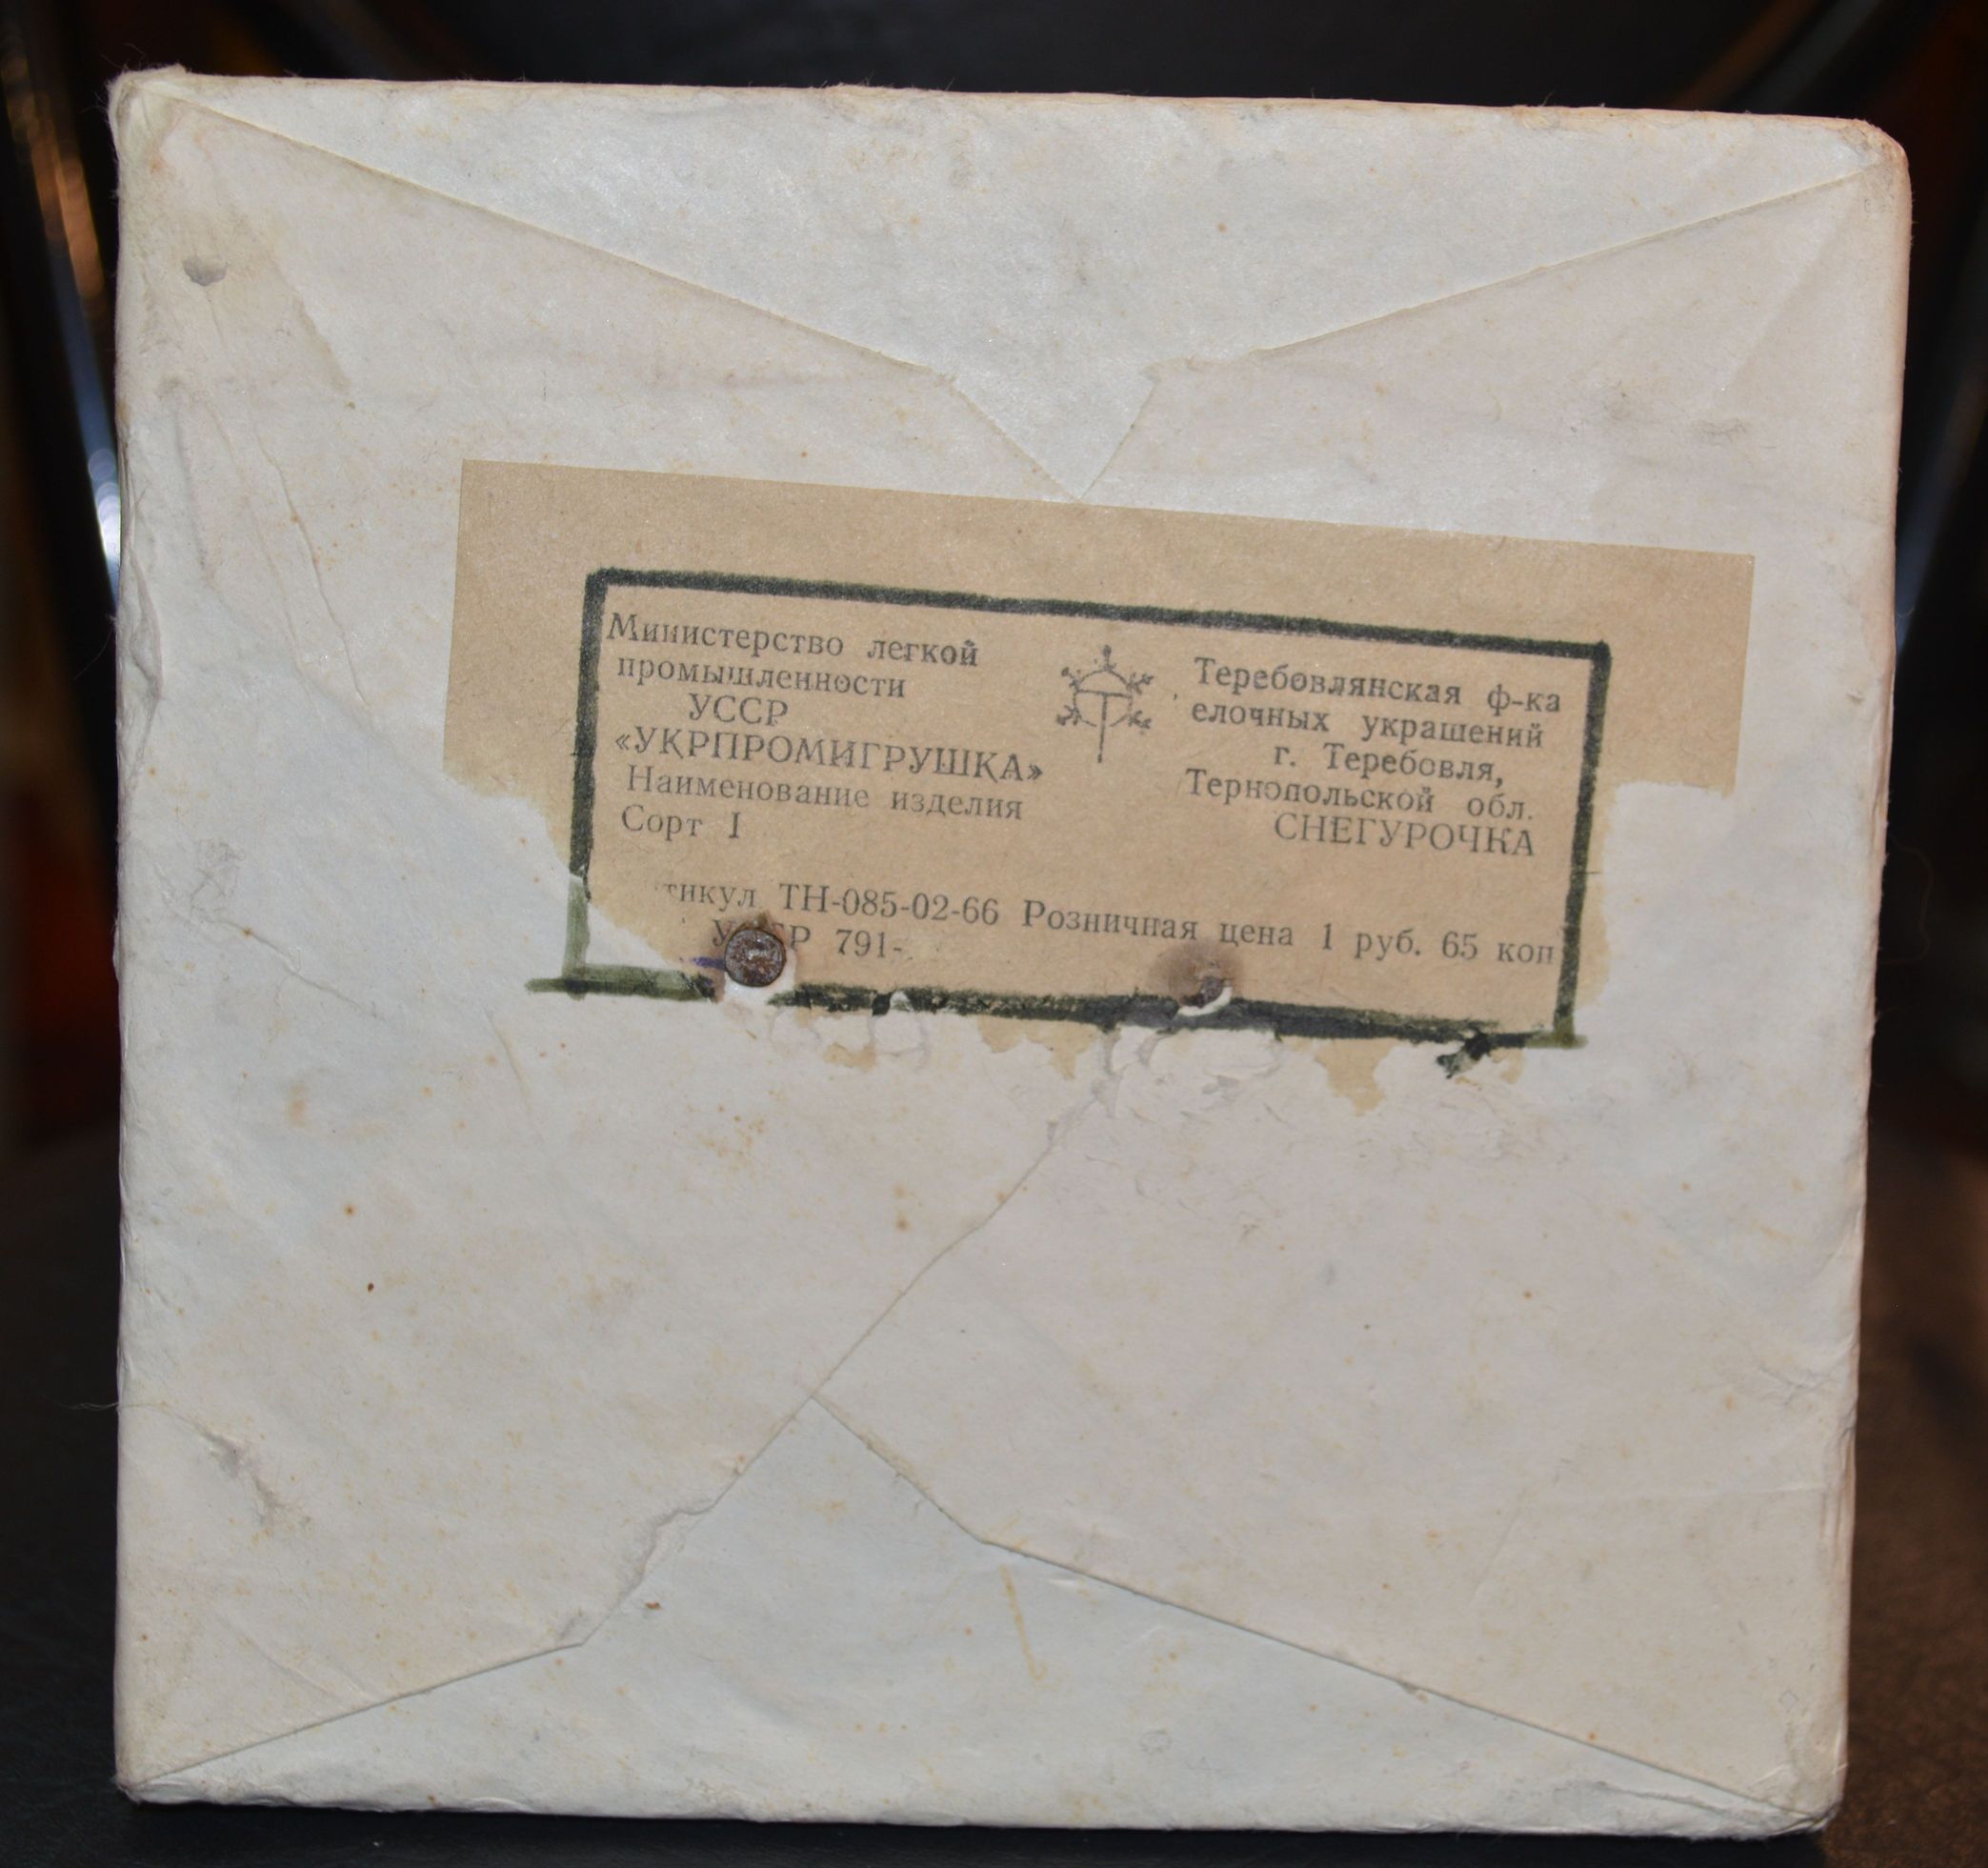 Министерство легкой
промышленности
УССР
«УКРПРОМИГРУШКА»
Наименование изделия
Сорт I
Теребовлянская ф-ка
елочных украшений
г. Теребовля,
Тернопольской обл.
СНЕГУРОЧКА
тикул ТН-085-02-66 Розничная цена 1 руб. 65 коп
791-